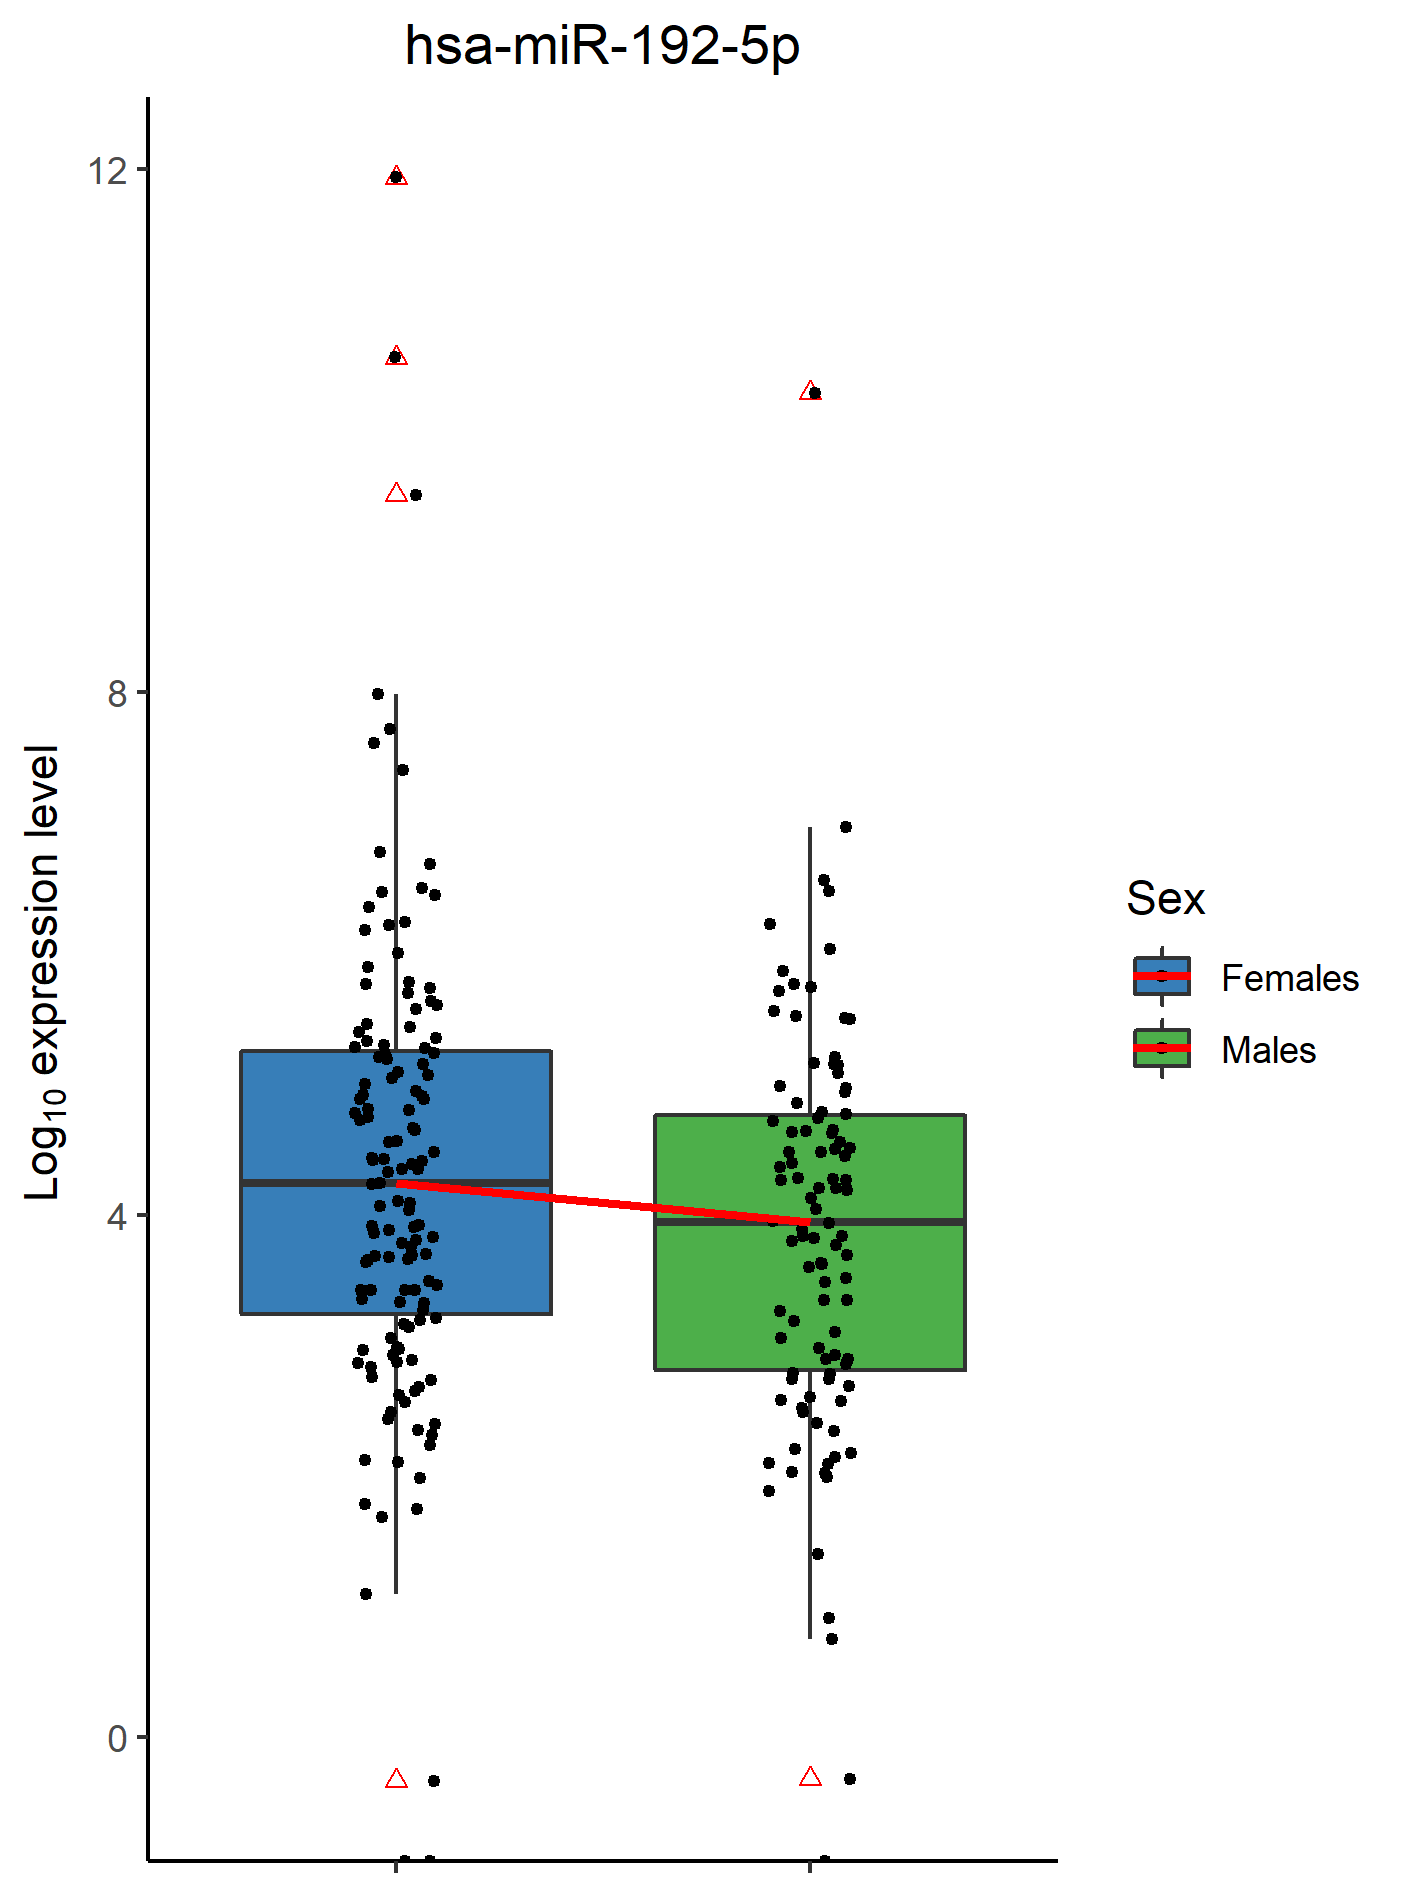 hsa-miR-192-5p
12
8
4
0
Log₁₀ expression level
Sex
Females
Males